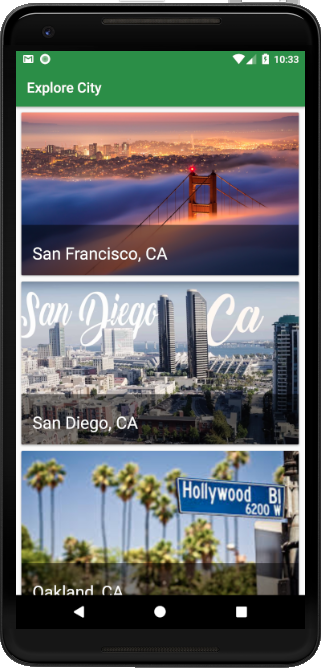 10:33
Explore City
San Francisco, CA
San Diego Ca
San Diego, CA
Hollywood Bl
6200 W
Oakland, CA